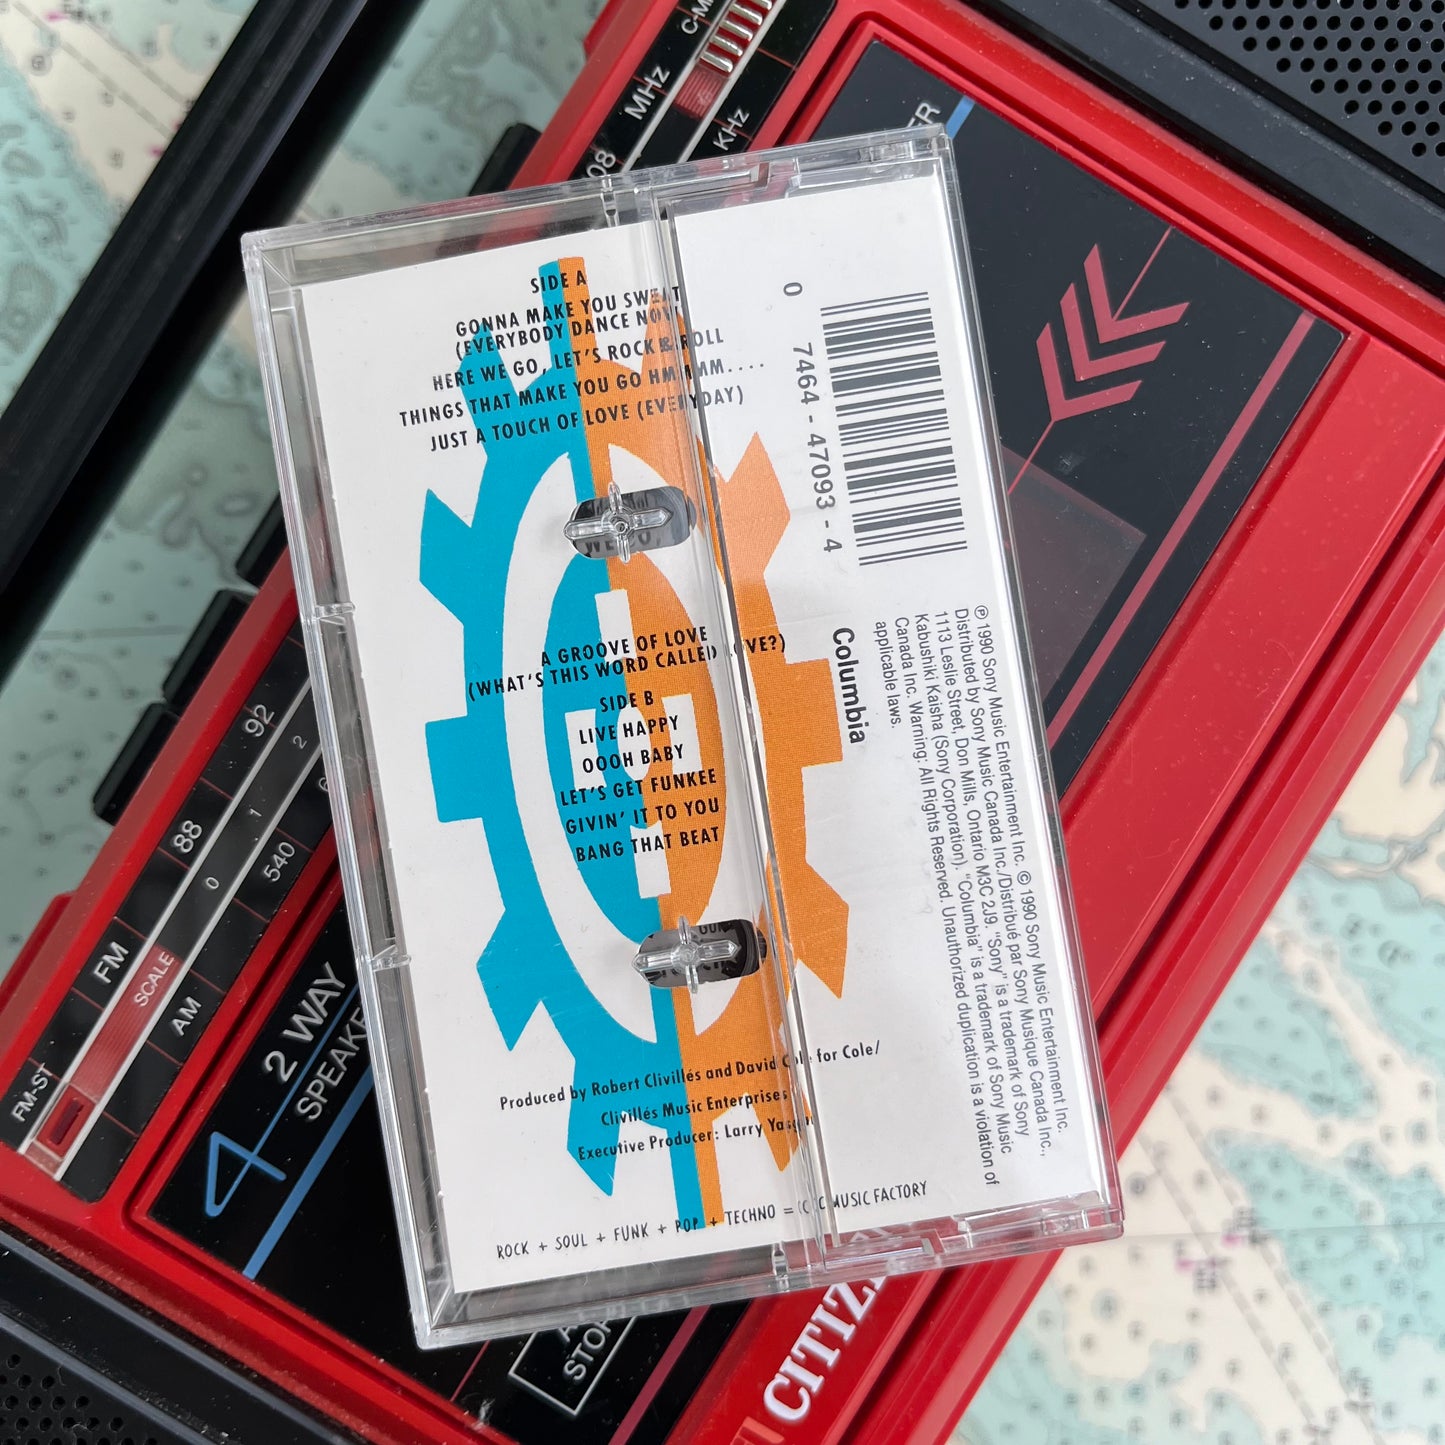 SIDE A
GONNA MAKE YOU SWEAT
(EVERYBODY DANCE NOW)
HERE WE GO, LET'S ROCK & ROLL
THINGS THAT MAKE YOU GO HMMMM....
JUST A TOUCH OF LOVE (EVERYDAY)
A GROOVE OF LOVE
(WHAT'S THIS WORD CALLED LOVE?)
SIDE B
LIVE HAPPY
OOOH BABY
LET'S GET FUNKEE
GIVIN' IT TO YOU
BANG THAT BEAT
Produced by Robert Clivillés and David Cole for Cole/
Clivillés Music Enterprises
Executive Producer: Larry
ROCK + SOUL + FUNK + POP + TECHNO = C&C MUSIC FACTORY
0 7464-47093-4
Columbia
℗ 1990 Sony Music Entertainment Inc. © 1990 Sony Music Entertainment Inc.
Distributed by Sony Music Canada Inc./Distribué par Sony Musique Canada Inc.,
1113 Leslie Street, Don Mills, Ontario M3C 2J9. "Sony" is a trademark of Sony
Kabushiki Kaisha (Sony Corporation). "Columbia" is a trademark of Sony Music
Canada Inc. Warning: All Rights Reserved. Unauthorized duplication is a violation of
applicable laws.
MHz
KHz
08
92
88
FM
SCALE
AM
540
2
1
0
FM-ST
4
2 WAY